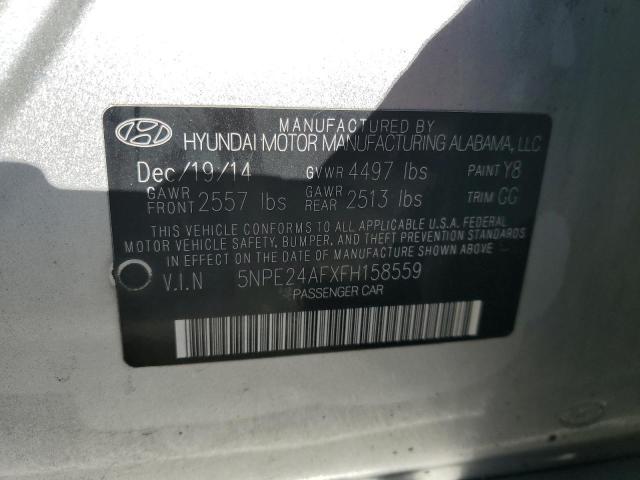 MANUFACTURED BY
HYUNDAI MOTOR MANUFACTURING ALABAMA, LLC
Dec/19/14 GVWR 4497 lbs PAINT Y8
GAWR FRONT 2557 lbs GAWR REAR 2513 lbs TRIM GG
THIS VEHICLE CONFORMS TO ALL APPLICABLE U.S.A. FEDERAL
MOTOR VEHICLE SAFETY, BUMPER, AND THEFT PREVENTION STANDARDS
IN EFFECT ON THE DATE OF MANUFACTURE SHOWN ABOVE.
V.I.N 5NPE24AFXFH158559
PASSENGER CAR